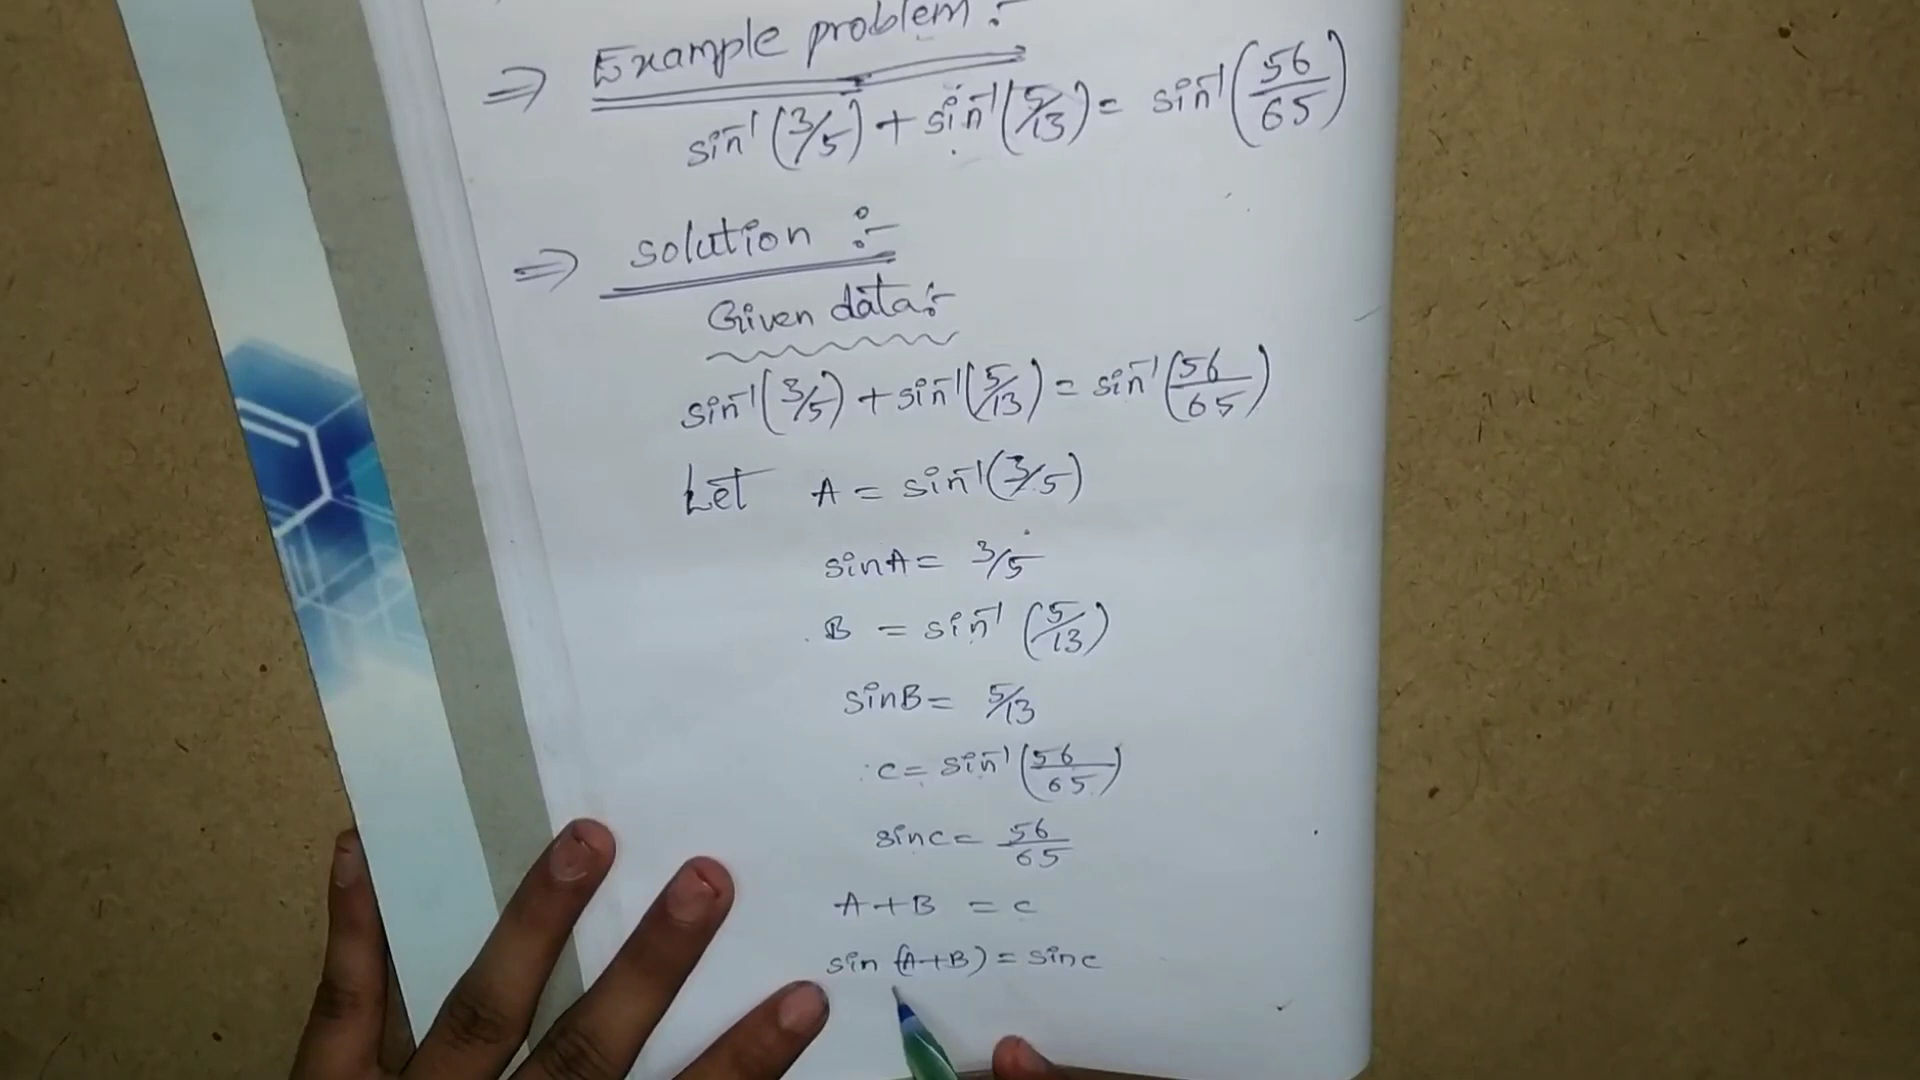 ⇒ Example problem :-
sin⁻¹(3/5) + sin⁻¹(5/13) = sin⁻¹(56/65)
⇒ solution :-
Given data :-
sin⁻¹(3/5) + sin⁻¹(5/13) = sin⁻¹(56/65)
Let A = sin⁻¹(3/5)
sinA = 3/5
B = sin⁻¹(5/13)
sinB = 5/13
c = sin⁻¹(56/65)
sinc = 56/65
A+B = c
sin (A+B) = sinc